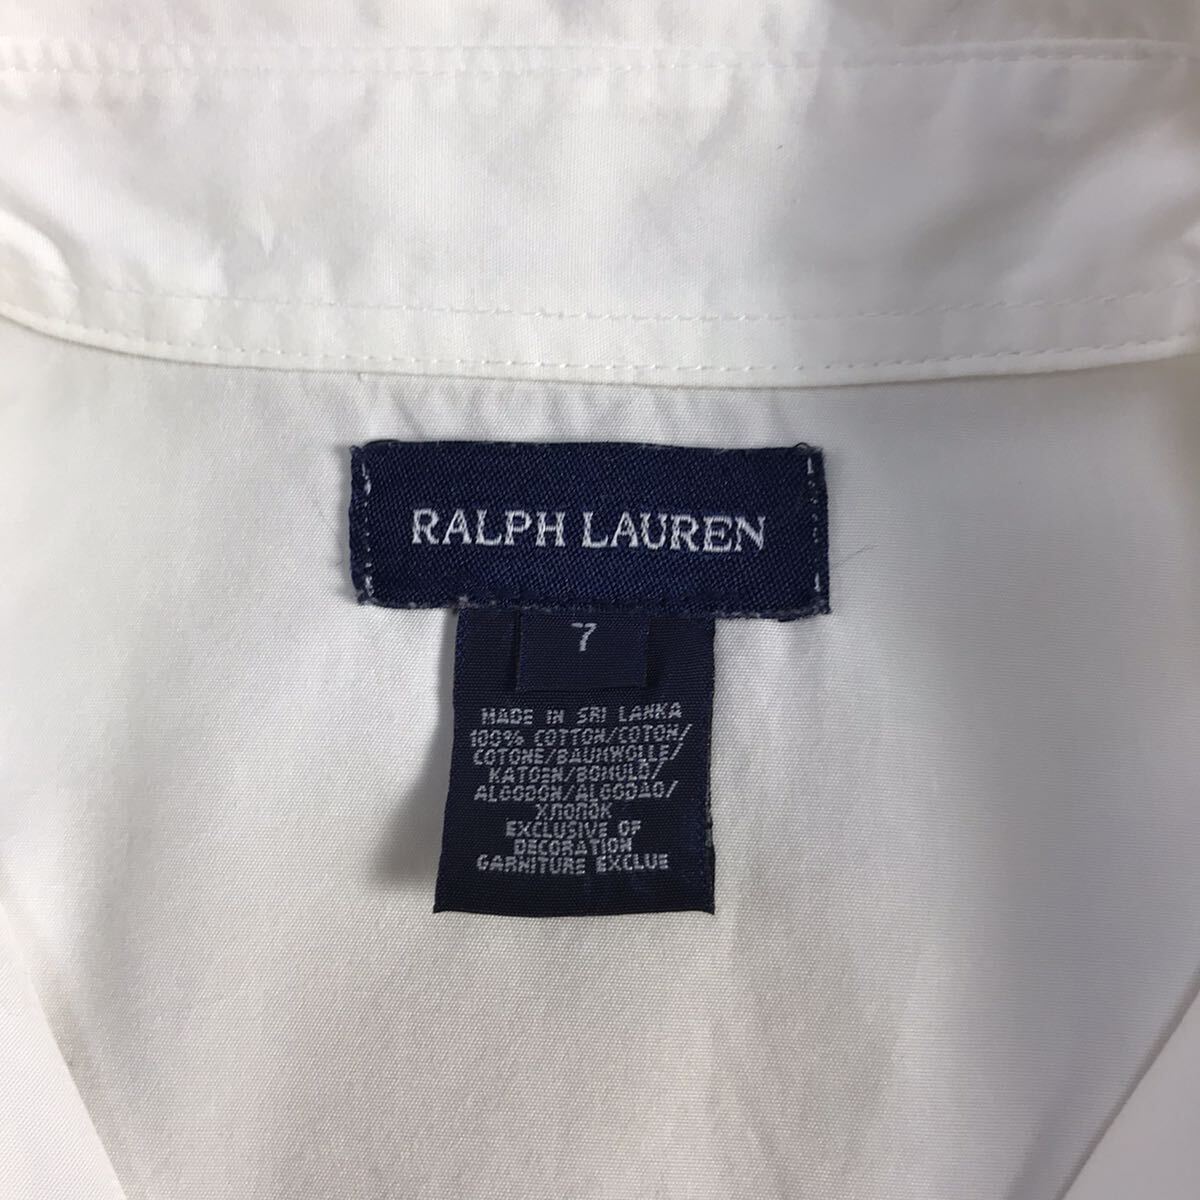 RALPH LAUREN
7
MADE IN SRI LANKA
100% COTTON/COTON/
COTONE/BAUMWOLLE/
KATOEN/BOMULD/
ALGODON/ALGODAO/
ХЛОПОК
EXCLUSIVE OF
DECORATION
GARNITURE EXCLUE